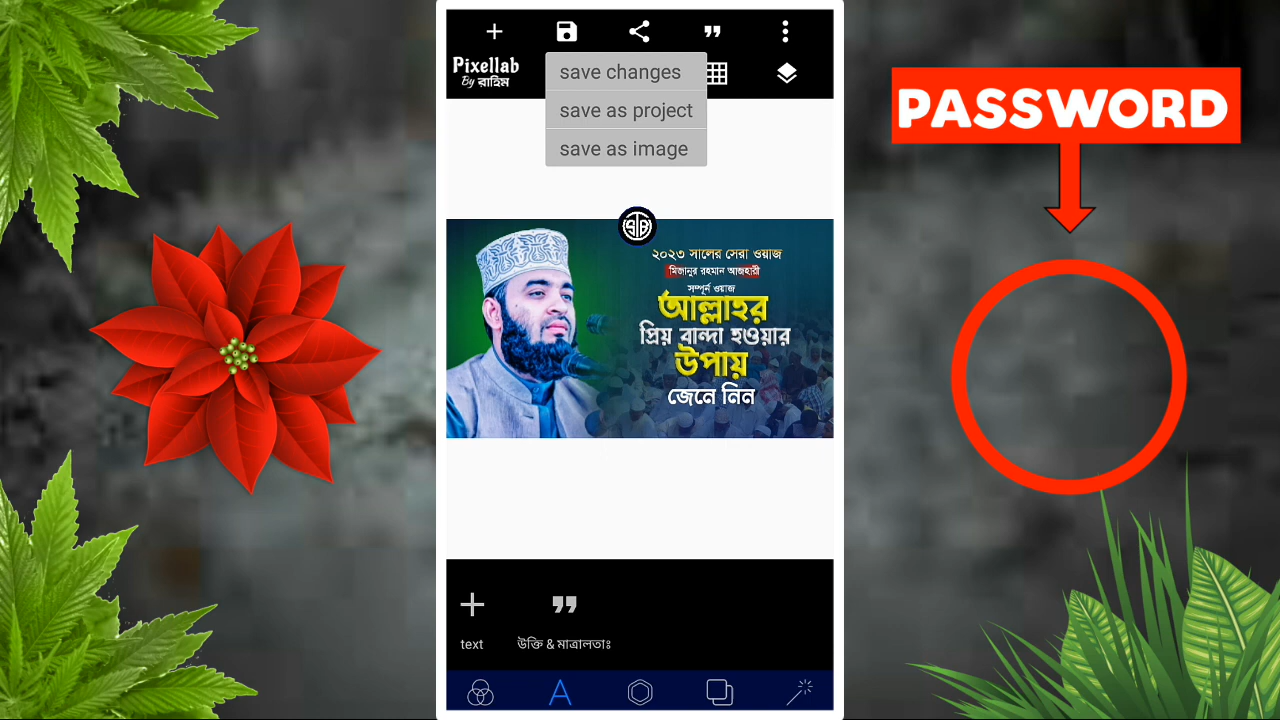 Pixellab
By রাহিম
save changes
save as project
save as image
PASSWORD
২০২৩ সালের সেরা ওয়াজ
মিজানুর রহমান আজহারী
সম্পূর্ন ওয়াজ
আল্লাহর
প্রিয় বান্দা হওয়ার
উপায়
জেনে নিন
text
উক্তি & মাত্রালতাঃ